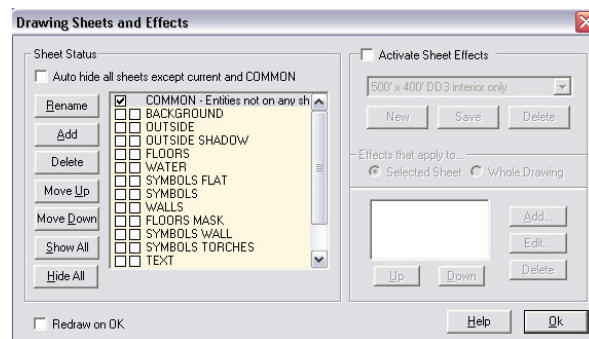 Drawing Sheets and Effects
Sheet Status
Auto hide all sheets except current and COMMON
Rename
Add
Delete
Move Up
Move Down
Show All
Hide All
COMMON - Entities not on any sh
BACKGROUND
OUTSIDE
OUTSIDE SHADOW
FLOORS
WATER
SYMBOLS FLAT
SYMBOLS
WALLS
FLOORS MASK
SYMBOLS WALL
SYMBOLS TORCHES
TEXT
Redraw on OK
Activate Sheet Effects
500' x 400' DD3 interior only
New Save Delete
Effects that apply to...
Selected Sheet Whole Drawing
Add...
Edit...
Delete
Up Down
Help Ok